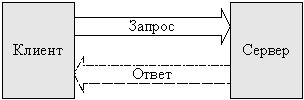 Запрос
Клиент
Сервер
Ответ